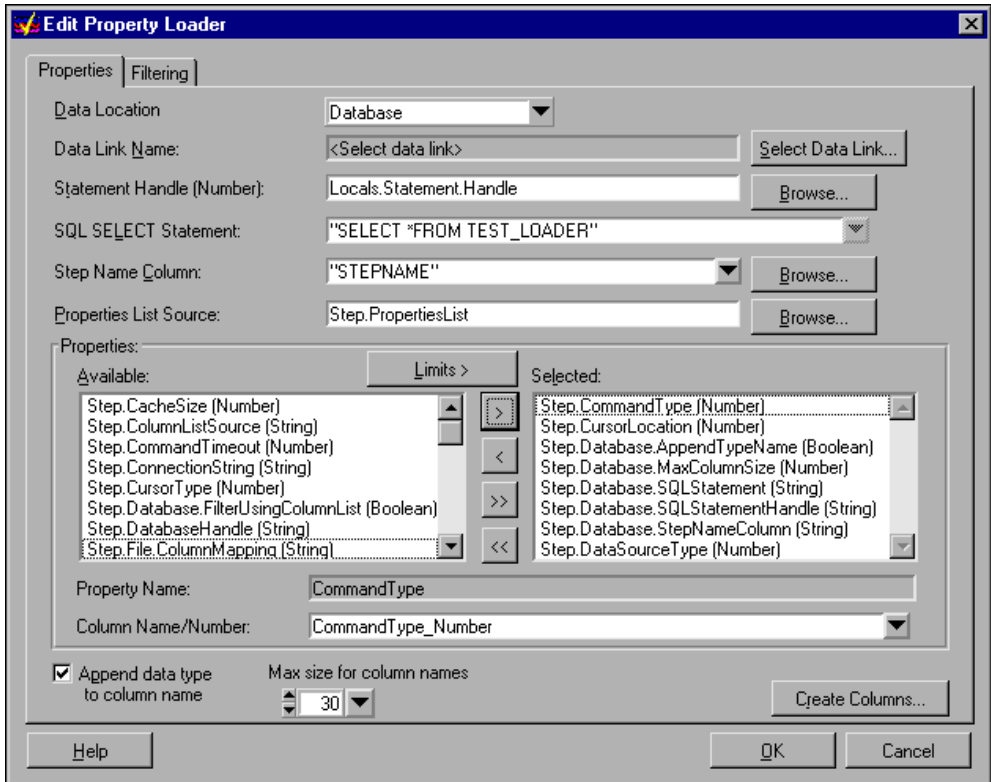 Edit Property Loader
Properties Filtering
Data Location Database
Data Link Name: <Select data link> Select Data Link...
Statement Handle (Number): Locals.Statement.Handle Browse...
SQL SELECT Statement: "SELECT *FROM TEST_LOADER"
Step Name Column: "STEPNAME" Browse...
Properties List Source: Step.PropertiesList Browse...
Properties:
Available: Limits > Selected:
Step.CacheSize (Number) > Step.CommandType (Number)
Step.ColumnListSource (String) Step.CursorLocation (Number)
Step.CommandTimeout (Number) Step.Database.AppendTypeName (Boolean)
Step.ConnectionString (String) < Step.Database.MaxColumnSize (Number)
Step.CursorType (Number) Step.Database.SQLStatement (String)
Step.Database.FilterUsingColumnList (Boolean) >> Step.Database.SQLStatementHandle (String)
Step.DatabaseHandle (String) Step.Database.StepNameColumn (String)
Step.File.ColumnMapping (String) << Step.DataSourceType (Number)
Property Name: CommandType
Column Name/Number: CommandType_Number
Append data type Max size for column names
to column name 30 Create Columns...
Help OK Cancel